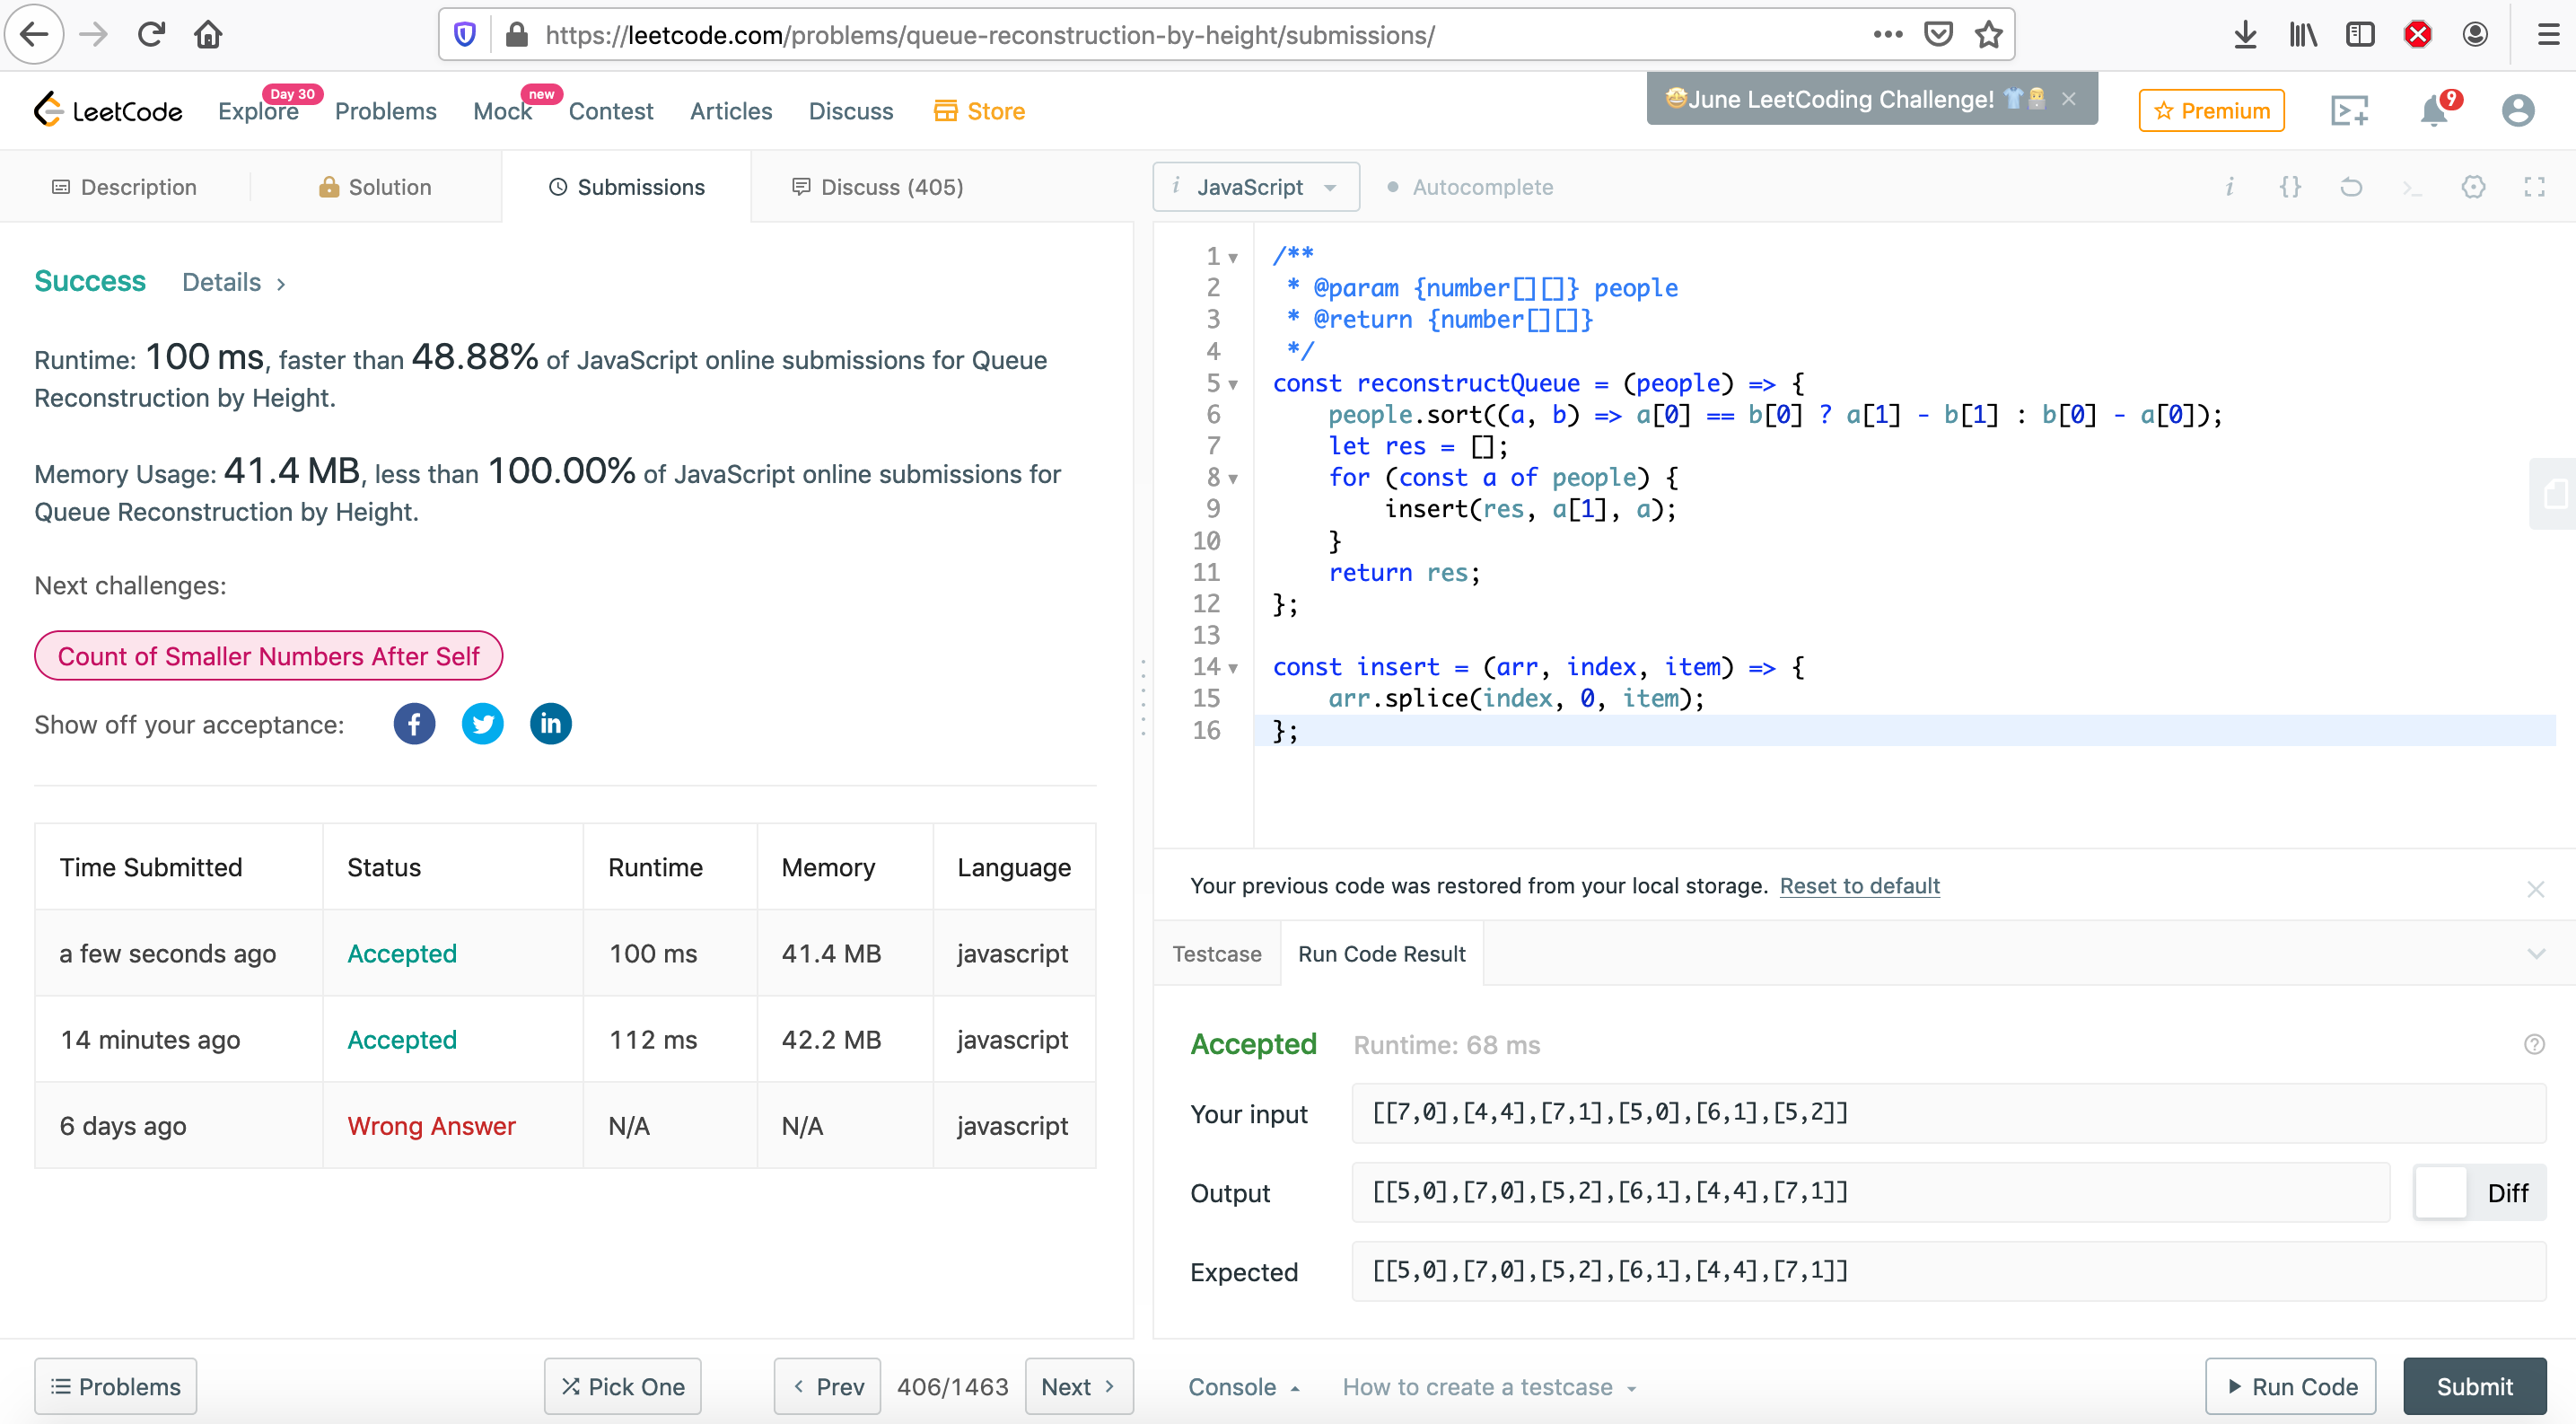 https://leetcode.com/problems/queue-reconstruction-by-height/submissions/
LeetCode
Explore
Day 30
Problems
Mock
new
Contest
Articles
Discuss
Store
🤩June LeetCoding Challenge! 👕👨‍💻
Premium
9
Description
Solution
Submissions
Discuss (405)
Success
Details
Runtime: 100 ms, faster than 48.88% of JavaScript online submissions for Queue
Reconstruction by Height.
Memory Usage: 41.4 MB, less than 100.00% of JavaScript online submissions for
Queue Reconstruction by Height.
Next challenges:
Count of Smaller Numbers After Self
Show off your acceptance:
Time Submitted Status Runtime Memory Language
a few seconds ago Accepted 100 ms 41.4 MB javascript
14 minutes ago Accepted 112 ms 42.2 MB javascript
6 days ago Wrong Answer N/A N/A javascript
Problems
Pick One
Prev
406/1463
Next
i JavaScript
Autocomplete
i {}
1 /**
2  * @param {number[][]} people
3  * @return {number[][]}
4  */
5 const reconstructQueue = (people) => {
6     people.sort((a, b) => a[0] == b[0] ? a[1] - b[1] : b[0] - a[0]);
7     let res = [];
8     for (const a of people) {
9         insert(res, a[1], a);
10     }
11     return res;
12 };
13
14 const insert = (arr, index, item) => {
15     arr.splice(index, 0, item);
16 };
Your previous code was restored from your local storage. Reset to default
Testcase
Run Code Result
Accepted
Runtime: 68 ms
Your input
[[7,0],[4,4],[7,1],[5,0],[6,1],[5,2]]
Output
[[5,0],[7,0],[5,2],[6,1],[4,4],[7,1]]
Diff
Expected
[[5,0],[7,0],[5,2],[6,1],[4,4],[7,1]]
Console
How to create a testcase
Run Code
Submit